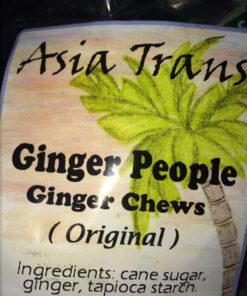 Asia Trans
Ginger People
Ginger Chews
( Original )
Ingredients: cane sugar,
ginger, tapioca starch.